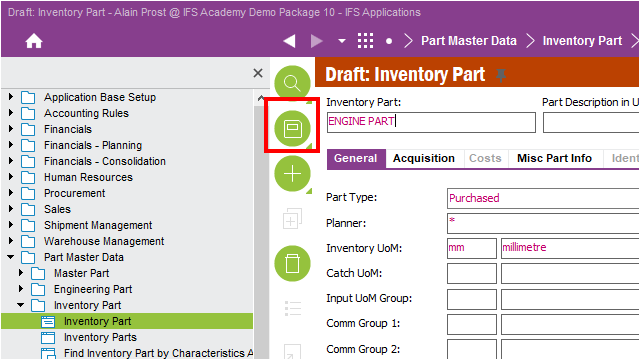 Draft: Inventory Part - Alain Prost @ IFS Academy Demo Package 10 - IFS Applications
Part Master Data
Inventory Part
Draft: Inventory Part
Application Base Setup
Accounting Rules
Financials
Financials - Planning
Financials - Consolidation
Human Resources
Procurement
Sales
Shipment Management
Warehouse Management
Part Master Data
Master Part
Engineering Part
Inventory Part
Inventory Part
Inventory Parts
Find Inventory Part by Characteristics A
Inventory Part: Part Description in U
ENGINE PART
General Acquisition Costs Misc Part Info Identi
Part Type: Purchased
Planner: *
Inventory UoM: mm millimetre
Catch UoM:
Input UoM Group:
Comm Group 1:
Comm Group 2: